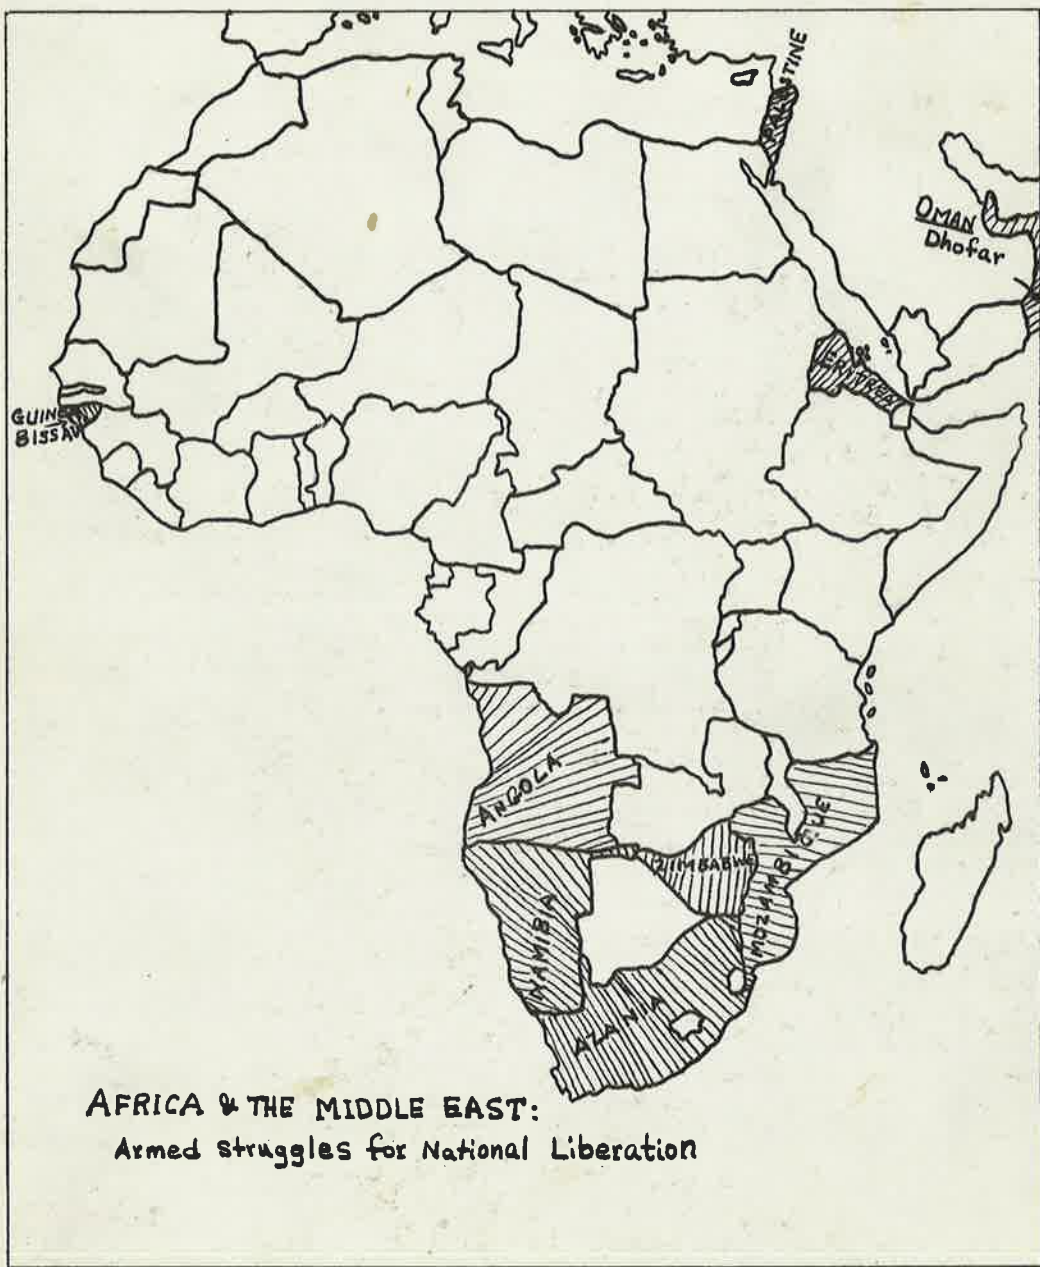 PALESTINE
OMAN
Dhofar
ERITREA
GUINEA
BISSAU
ANGOLA
ZIMBABWE
MOZAMBIQUE
NAMIBIA
AZANIA
AFRICA & THE MIDDLE EAST:
Armed Struggles for National Liberation